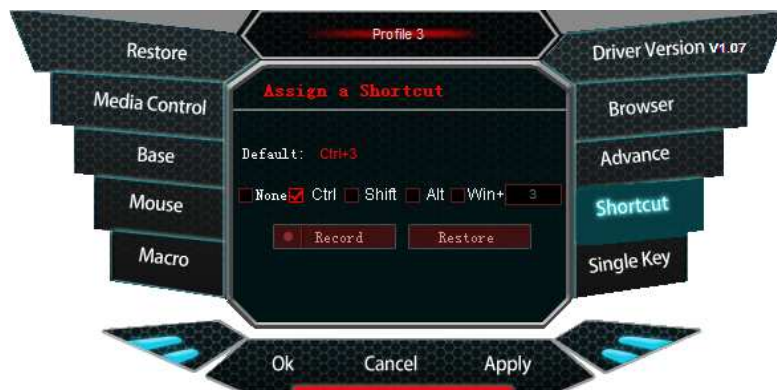 Profile 3
Restore
Driver Version V1.07
Media Control
Assign a Shortcut
Browser
Base
Default: Ctrl+3
Advance
Mouse
None Ctrl Shift Alt Win+ 3
Shortcut
Macro
Record Restore
Single Key
Ok Cancel Apply